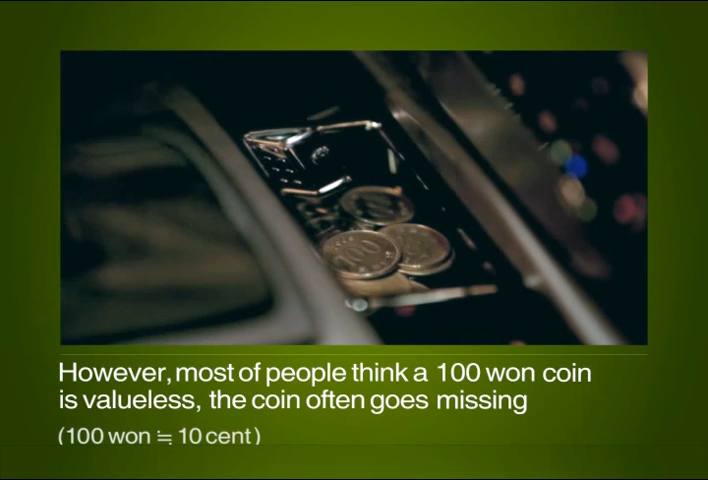 100
However, most of people think a 100 won coin
is valueless, the coin often goes missing
(100 won ≒ 10 cent)